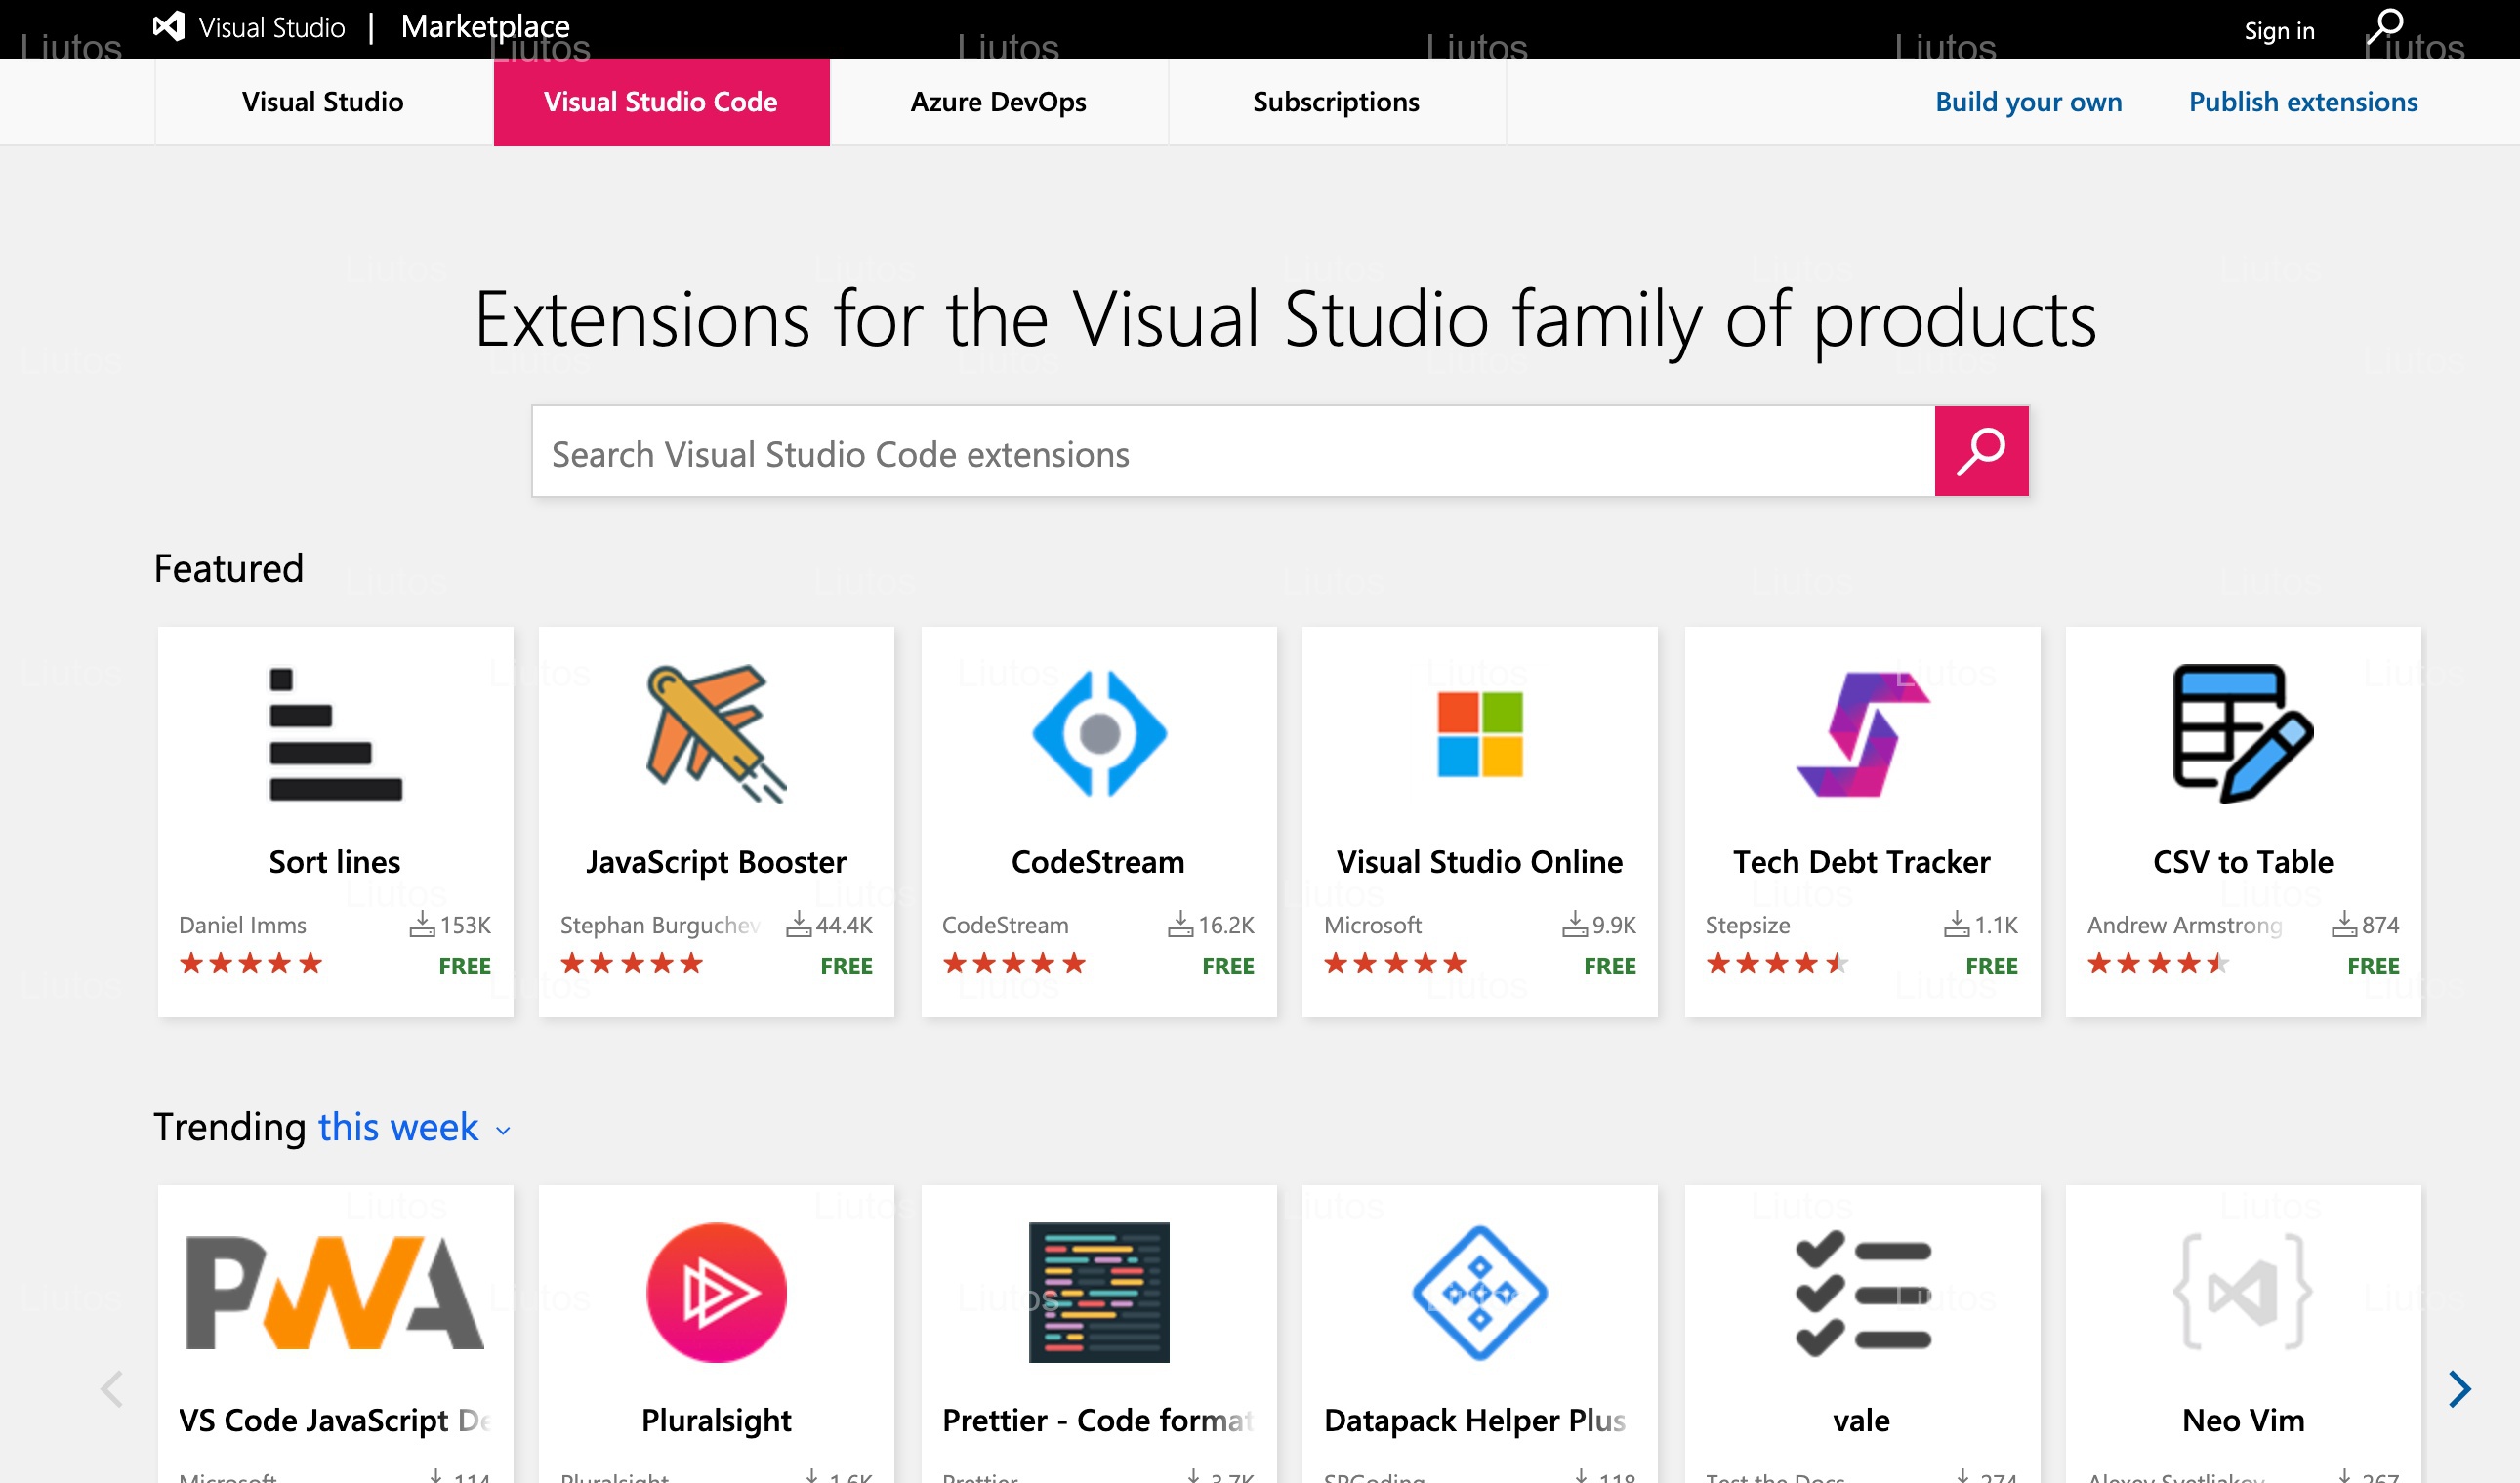 Visual Studio | Marketplace
Sign in
Visual Studio
Visual Studio Code
Azure DevOps
Subscriptions
Build your own
Publish extensions
Extensions for the Visual Studio family of products
Search Visual Studio Code extensions
Featured
Sort lines
Daniel Imms 153K
FREE
JavaScript Booster
Stephan Burguchev 44.4K
FREE
CodeStream
CodeStream 16.2K
FREE
Visual Studio Online
Microsoft 9.9K
FREE
Tech Debt Tracker
Stepsize 1.1K
FREE
CSV to Table
Andrew Armstrong 874
FREE
Trending this week
PWA
VS Code JavaScript De
Microsoft 114
Pluralsight
Pluralsight 1.6K
Prettier - Code format
Prettier 3.7K
Datapack Helper Plus
SPGoding 118
vale
Test the Docs 274
Neo Vim
Alexey Svetliakov 267
Liutos